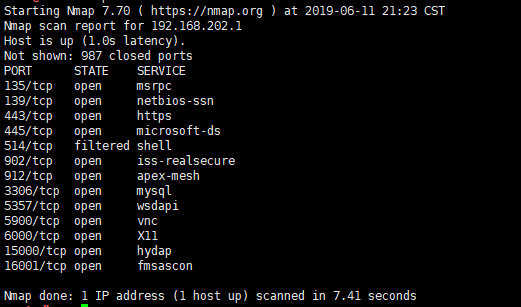 Starting Nmap 7.70 ( https://nmap.org ) at 2019-06-11 21:23 CST
Nmap scan report for 192.168.202.1
Host is up (1.0s latency).
Not shown: 987 closed ports
PORT      STATE    SERVICE
135/tcp   open     msrpc
139/tcp   open     netbios-ssn
443/tcp   open     https
445/tcp   open     microsoft-ds
514/tcp   filtered shell
902/tcp   open     iss-realsecure
912/tcp   open     apex-mesh
3306/tcp  open     mysql
5357/tcp  open     wsdapi
5900/tcp  open     vnc
6000/tcp  open     X11
15000/tcp open     hydap
16001/tcp open     fmsascon
Nmap done: 1 IP address (1 host up) scanned in 7.41 seconds